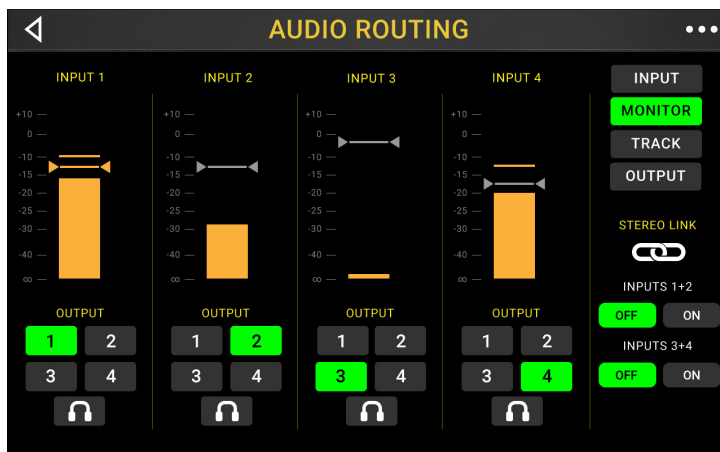 AUDIO ROUTING
INPUT 1
INPUT 2
INPUT 3
INPUT 4
INPUT
MONITOR
TRACK
OUTPUT
+10
0
-10
-15
-20
-25
-30
-40
∞
+10
0
-10
-15
-20
-25
-30
-40
∞
+10
0
-10
-15
-20
-25
-30
-40
∞
+10
0
-10
-15
-20
-25
-30
-40
∞
OUTPUT
1 2
3 4
OUTPUT
1 2
3 4
OUTPUT
1 2
3 4
OUTPUT
1 2
3 4
STEREO LINK
INPUTS 1+2
OFF ON
INPUTS 3+4
OFF ON